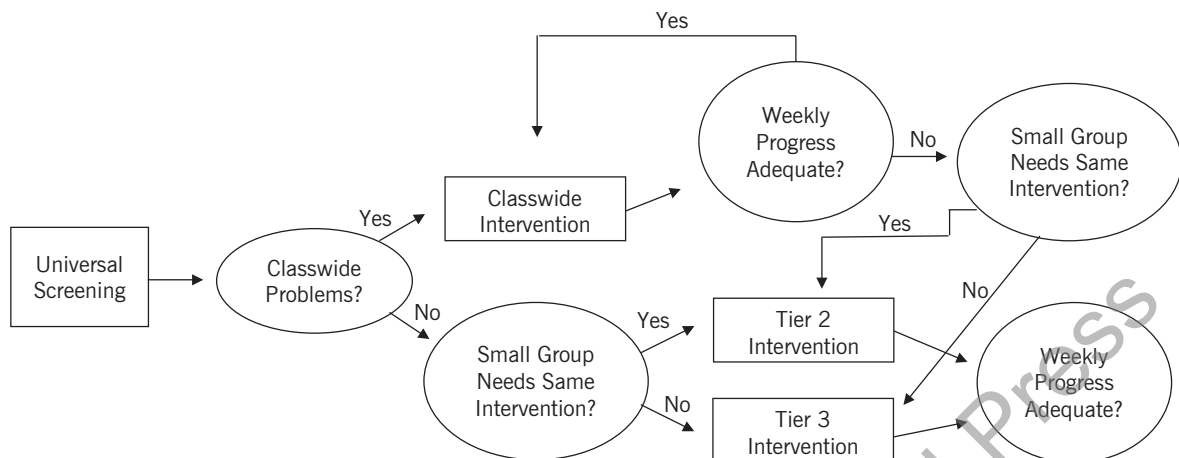 Yes
Weekly
Progress
Adequate?
No
Small Group
Needs Same
Intervention?
Classwide
Intervention
Yes
Yes
Universal
Screening
Classwide
Problems?
No
No
Small Group
Needs Same
Intervention?
Yes
Tier 2
Intervention
Weekly
Progress
Adequate?
No
Tier 3
Intervention
Press